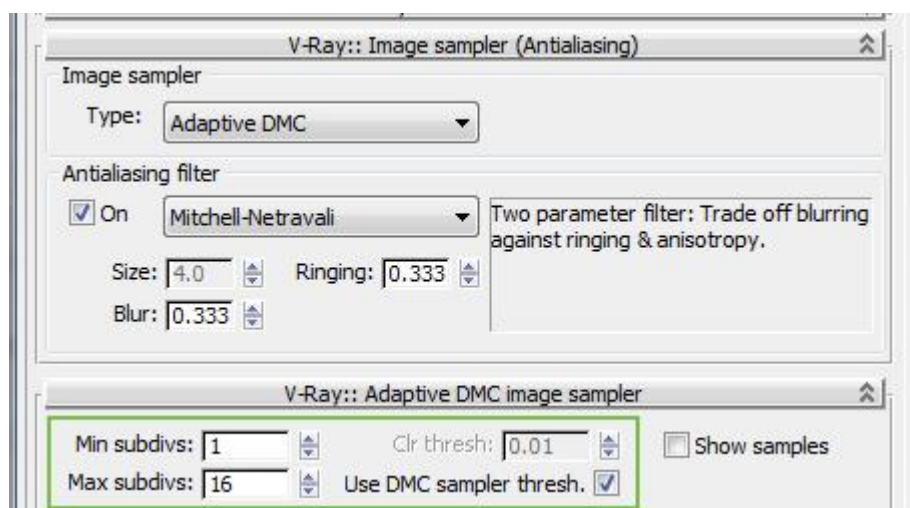 V-Ray:: Image sampler (Antialiasing)
Image sampler
Type: Adaptive DMC
Antialiasing filter
On Mitchell-Netravali
Two parameter filter: Trade off blurring
against ringing & anisotropy.
Size: 4.0 Ringing: 0.333
Blur: 0.333
V-Ray:: Adaptive DMC image sampler
Min subdivs: 1 Clr thresh: 0.01 Show samples
Max subdivs: 16 Use DMC sampler thresh.